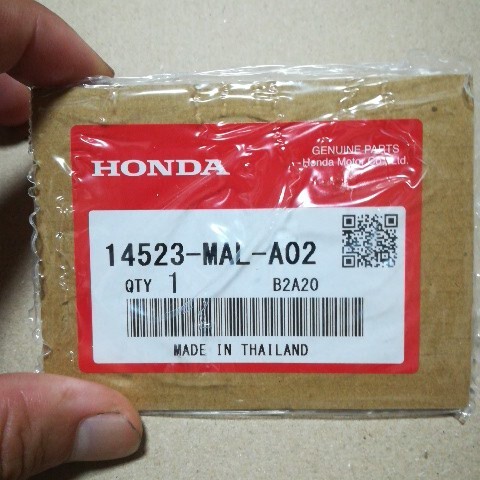 HONDA
GENUINE PARTS
Honda Motor Co., Ltd.
14523-MAL-A02
QTY 1 B2A20
MADE IN THAILAND